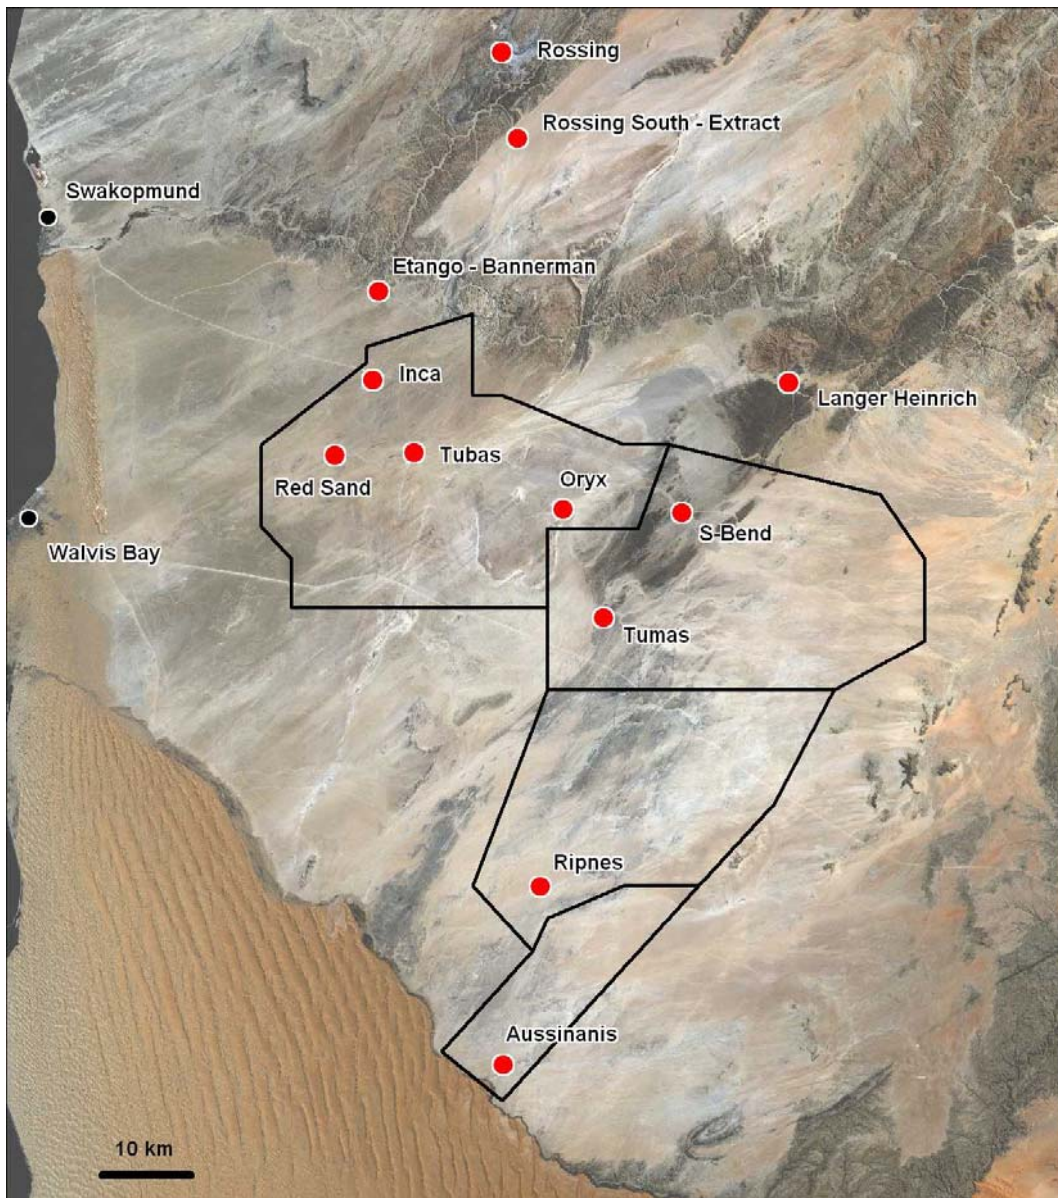 Rossing
Rossing South - Extract
Swakopmund
Etango - Bannerman
Inca
Langer Heinrich
Tubas
Red Sand
Oryx
S-Bend
Walvis Bay
Tumas
Ripnes
Aussinanis
10 km